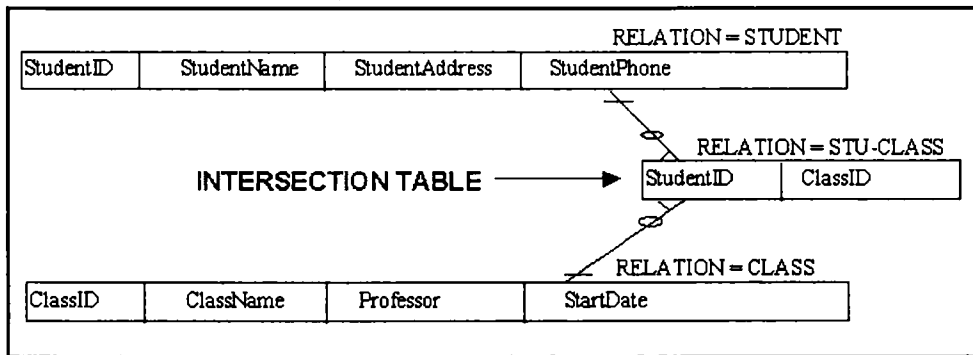 RELATION = STUDENT
StudentID StudentName StudentAddress StudentPhone
RELATION = STU-CLASS
INTERSECTION TABLE StudentID ClassID
RELATION = CLASS
ClassID ClassName Professor StartDate